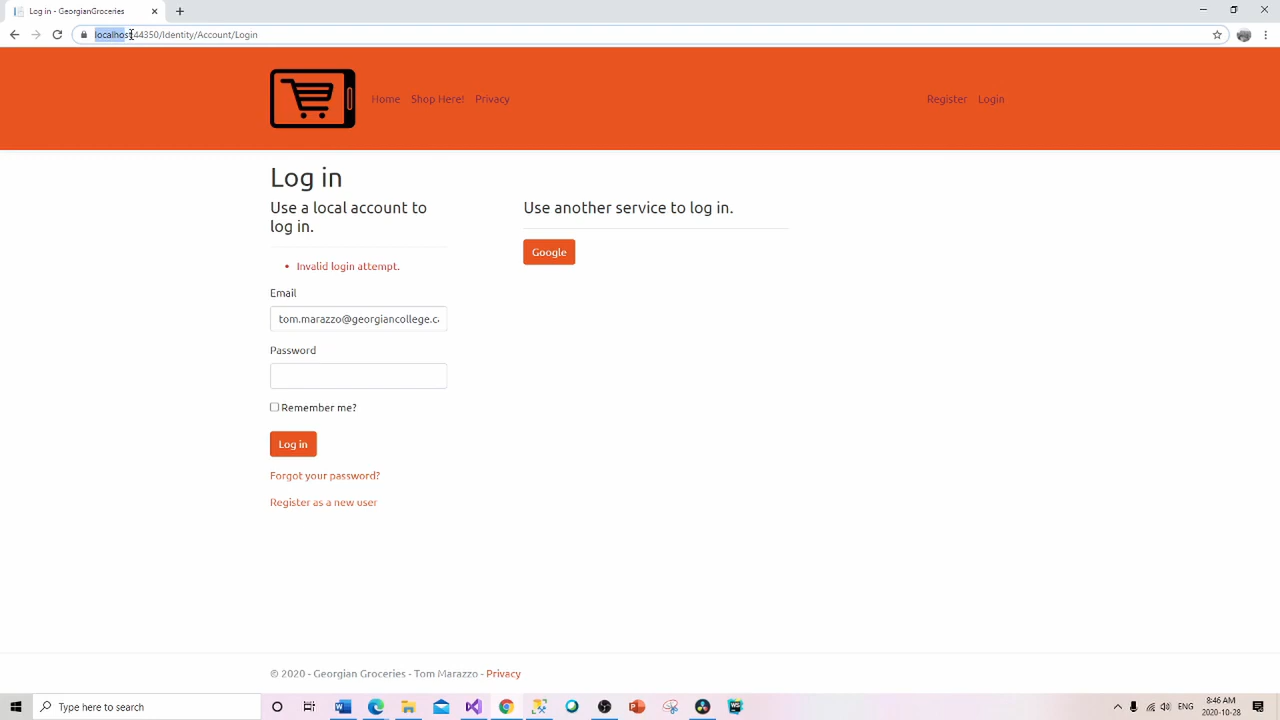 Log in - GeorgianGroceries
localhost:44350/Identity/Account/Login
Home Shop Here! Privacy Register Login
Log in
Use a local account to
log in.
Use another service to log in.
Google
Invalid login attempt.
Email
tom.marazzo@georgiancollege.c
Password
Remember me?
Log in
Forgot your password?
Register as a new user
© 2020 - Georgian Groceries - Tom Marazzo - Privacy
Type here to search
ENG
8:46 AM
2020-10-28